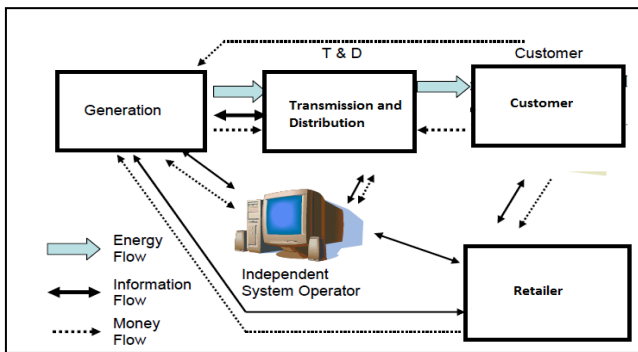 T & D
Customer
Generation
Transmission and
Distribution
Customer
Independent
System Operator
Retailer
Energy
Flow
Information
Flow
Money
Flow